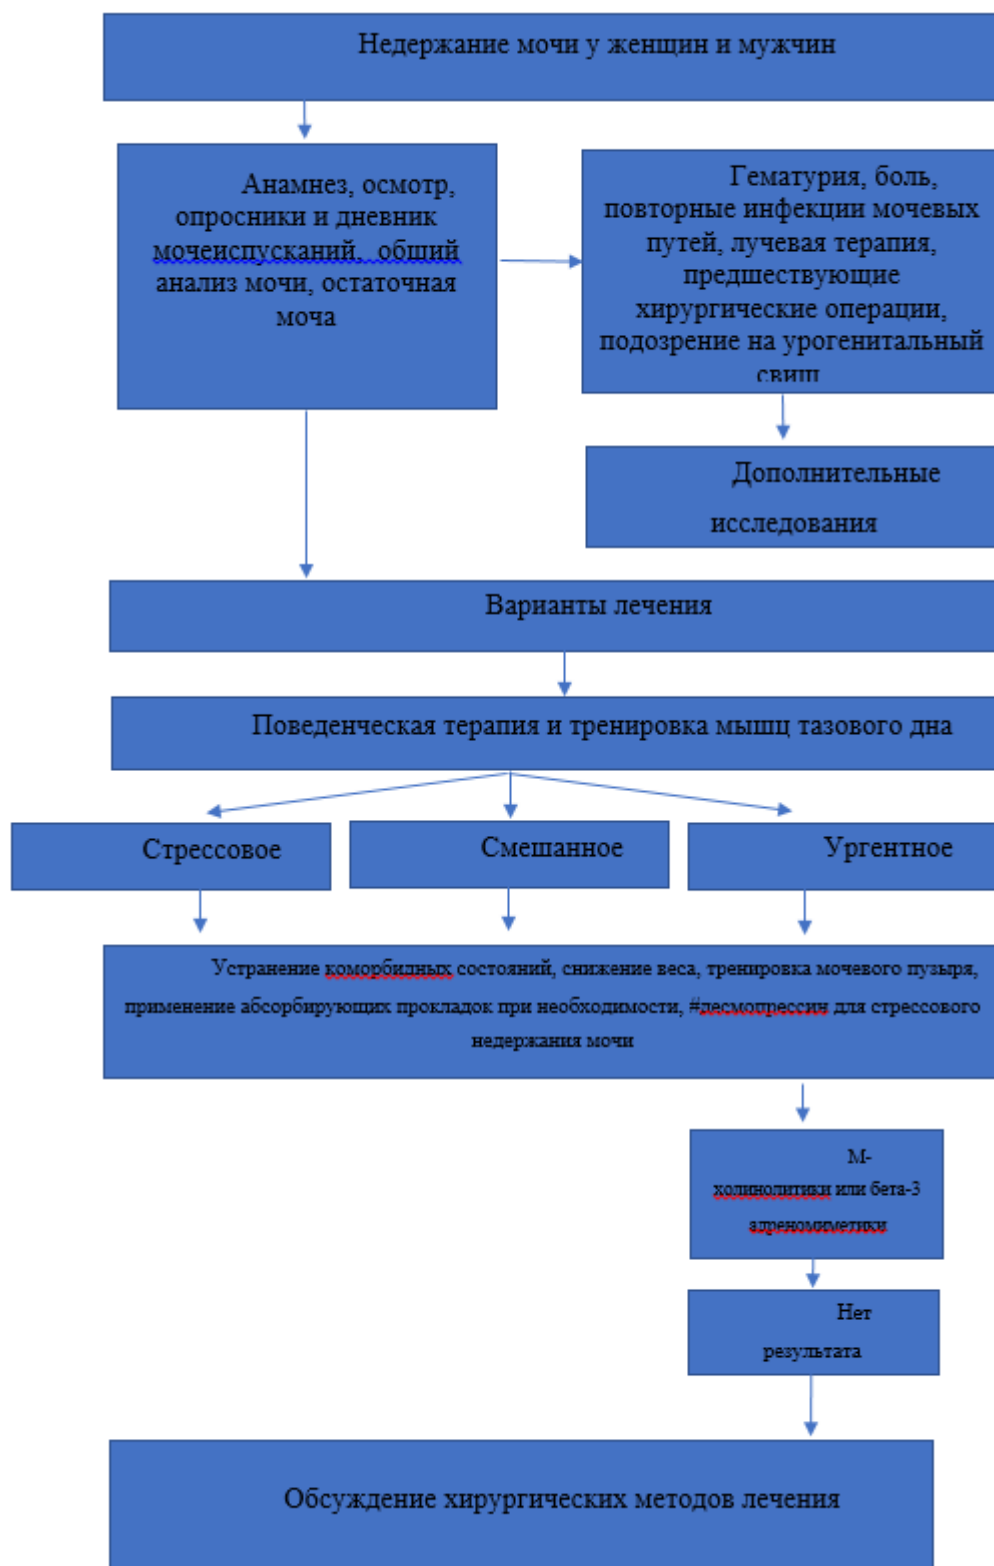 Недержание мочи у женщин и мужчин
Анамнез, осмотр,
опросники и дневник
мочеиспусканий, общий
анализ мочи, остаточная
моча
Гематурия, боль,
повторные инфекции мочевых
путей, лучевая терапия,
предшествующие
хирургические операции,
подозрение на урогенитальный
свищ
Дополнительные
исследования
Варианты лечения
Поведенческая терапия и тренировка мышц тазового дна
Стрессовое
Смешанное
Ургентное
Устранение коморбидных состояний, снижение веса, тренировка мочевого пузыря,
применение абсорбирующих прокладок при необходимости, #десмопрессин для стрессового
недержания мочи
М-
холинолитики или бета-3
адреномиметики
Нет
результата
Обсуждение хирургических методов лечения